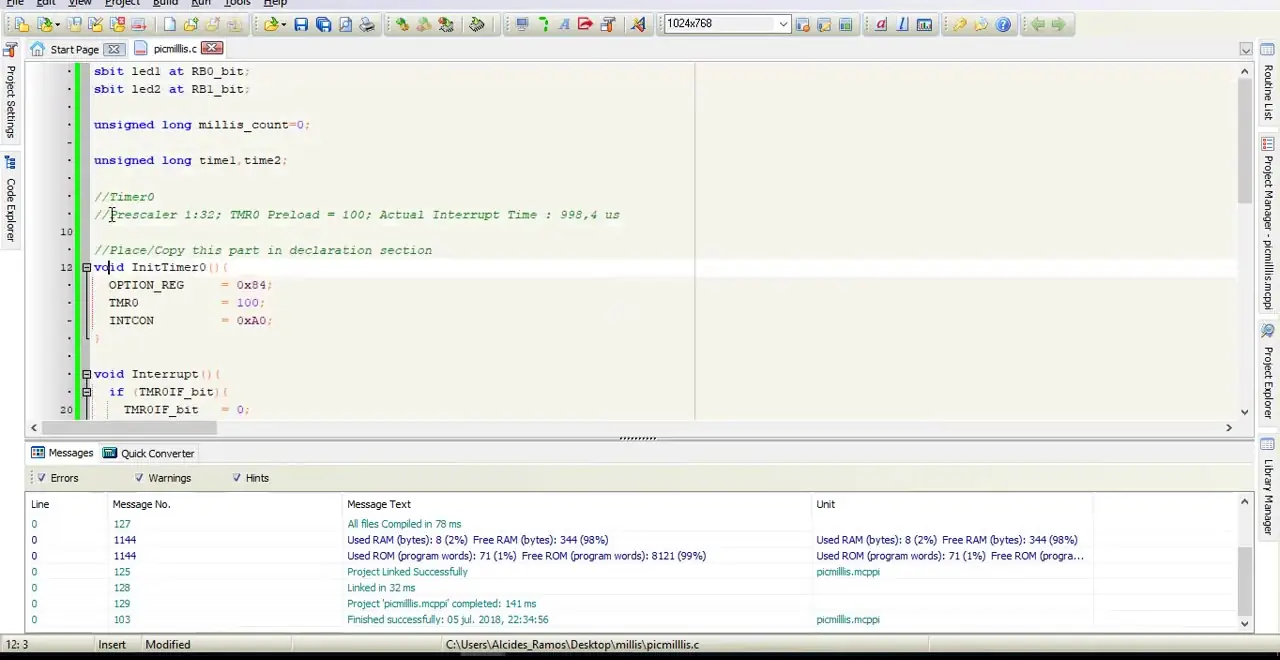 File Edit View Project Build Run Tools Help
1024x768
Start Page picmillis.c
sbit led1 at RB0_bit;
sbit led2 at RB1_bit;
unsigned long millis_count=0;
unsigned long time1,time2;
//Timer0
//Prescaler 1:32; TMR0 Preload = 100; Actual Interrupt Time : 998,4 us
10
//Place/Copy this part in declaration section
12 void InitTimer0(){
OPTION_REG = 0x84;
TMR0 = 100;
INTCON = 0xA0;
}
void Interrupt(){
if (TMR0IF_bit){
20 TMR0IF_bit = 0;
Project Settings
Code Explorer
Routine List
Project Manager - picmilllis.mcppi
Project Explorer
Library Manager
Messages Quick Converter
Errors Warnings Hints
Line Message No. Message Text Unit
0 127 All files Compiled in 78 ms
0 1144 Used RAM (bytes): 8 (2%) Free RAM (bytes): 344 (98%) Used RAM (bytes): 8 (2%) Free RAM (bytes): 344 (98%)
0 1144 Used ROM (program words): 71 (1%) Free ROM (program words): 8121 (99%) Used ROM (program words): 71 (1%) Free ROM (progra...
0 125 Project Linked Successfully picmilllis.mcppi
0 128 Linked in 32 ms
0 129 Project 'picmilllis.mcppi' completed: 141 ms
0 103 Finished successfully: 05 jul. 2018, 22:34:56 picmilllis.mcppi
12: 3 Insert Modified C:\Users\Alcides_Ramos\Desktop\millis\picmilllis.c